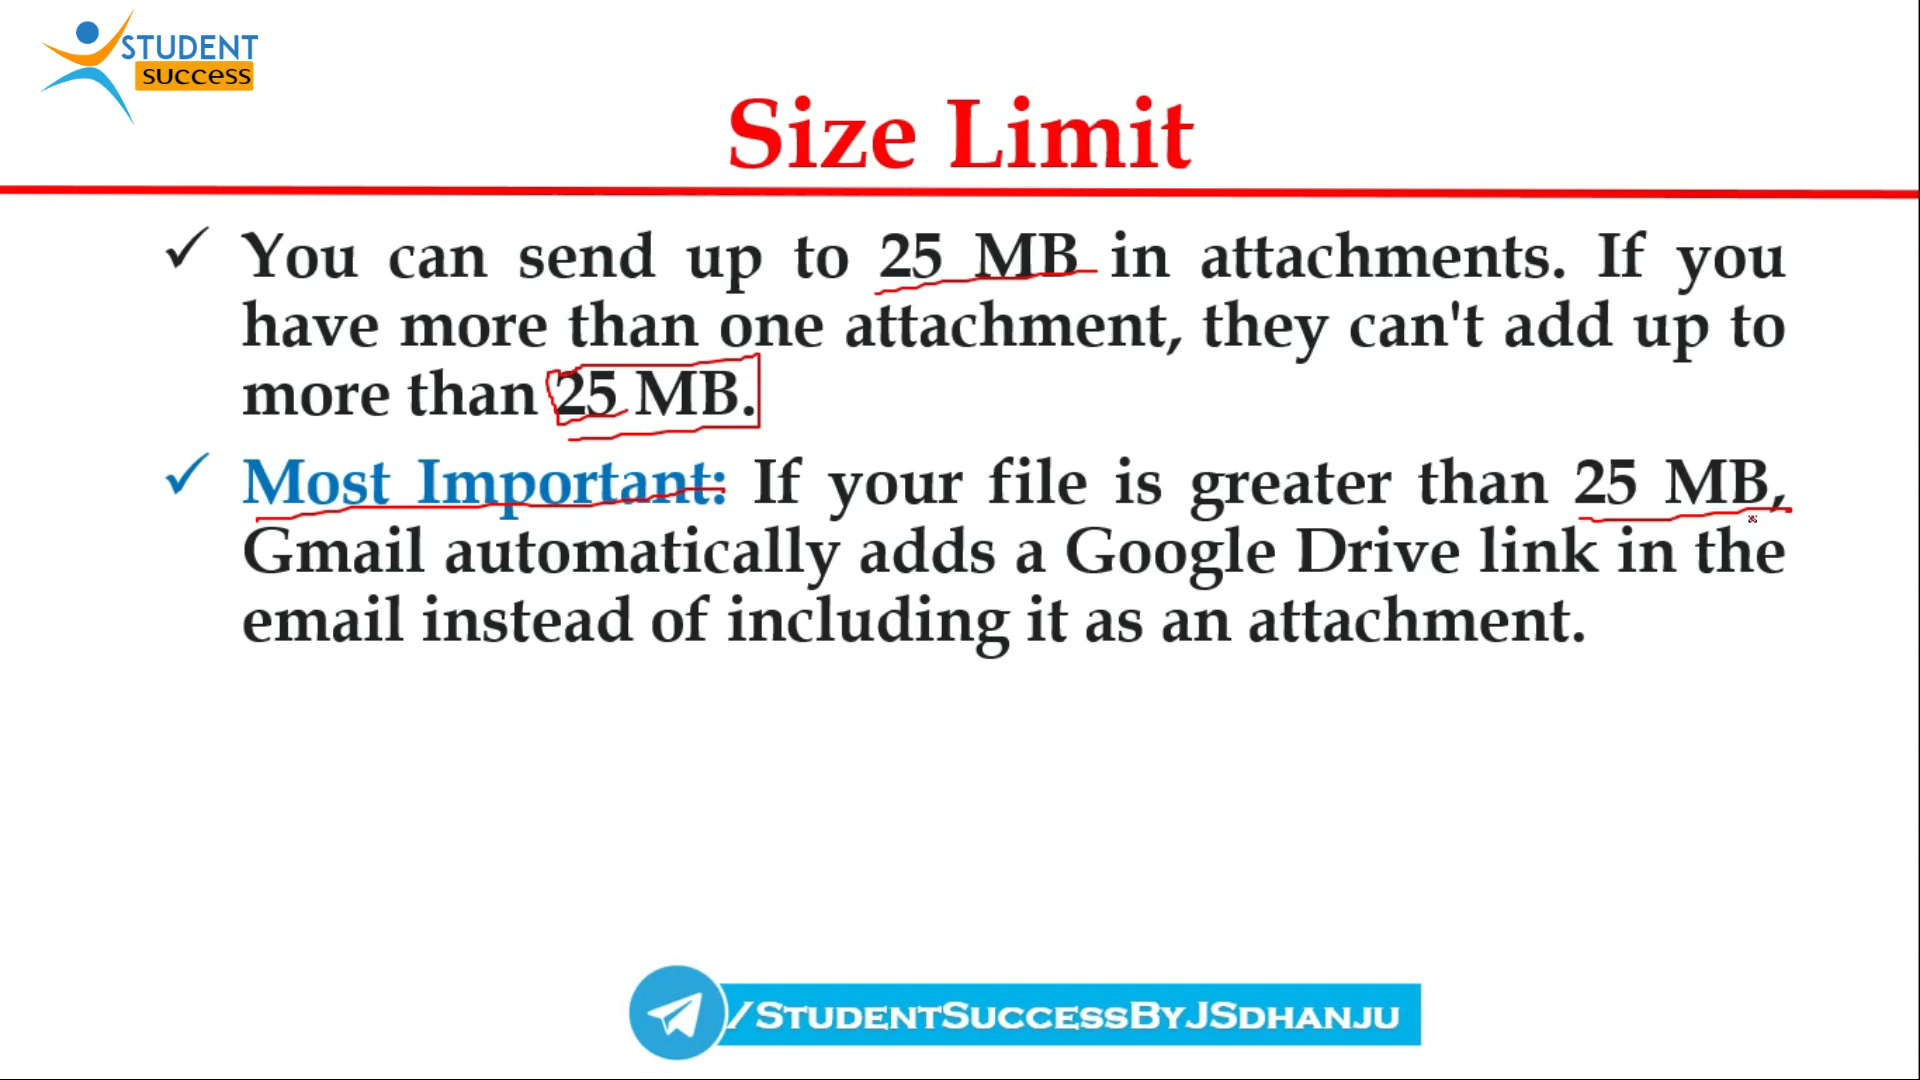 STUDENT
success
Size Limit
✓ You can send up to 25 MB in attachments. If you
have more than one attachment, they can't add up to
more than 25 MB.
✓ Most Important: If your file is greater than 25 MB,
Gmail automatically adds a Google Drive link in the
email instead of including it as an attachment.
/STUDENTSUCCESSBYJSDHANJU